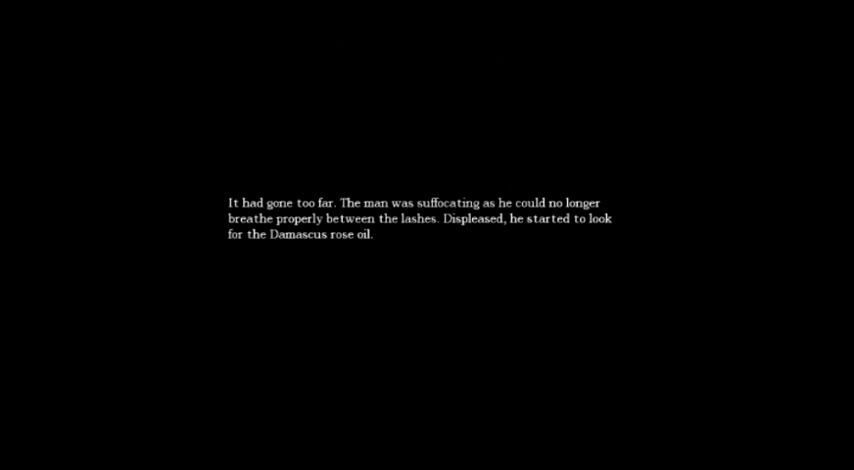 It had gone too far. The man was suffocating as he could no longer
breathe properly between the lashes. Displeased, he started to look
for the Damascus rose oil.